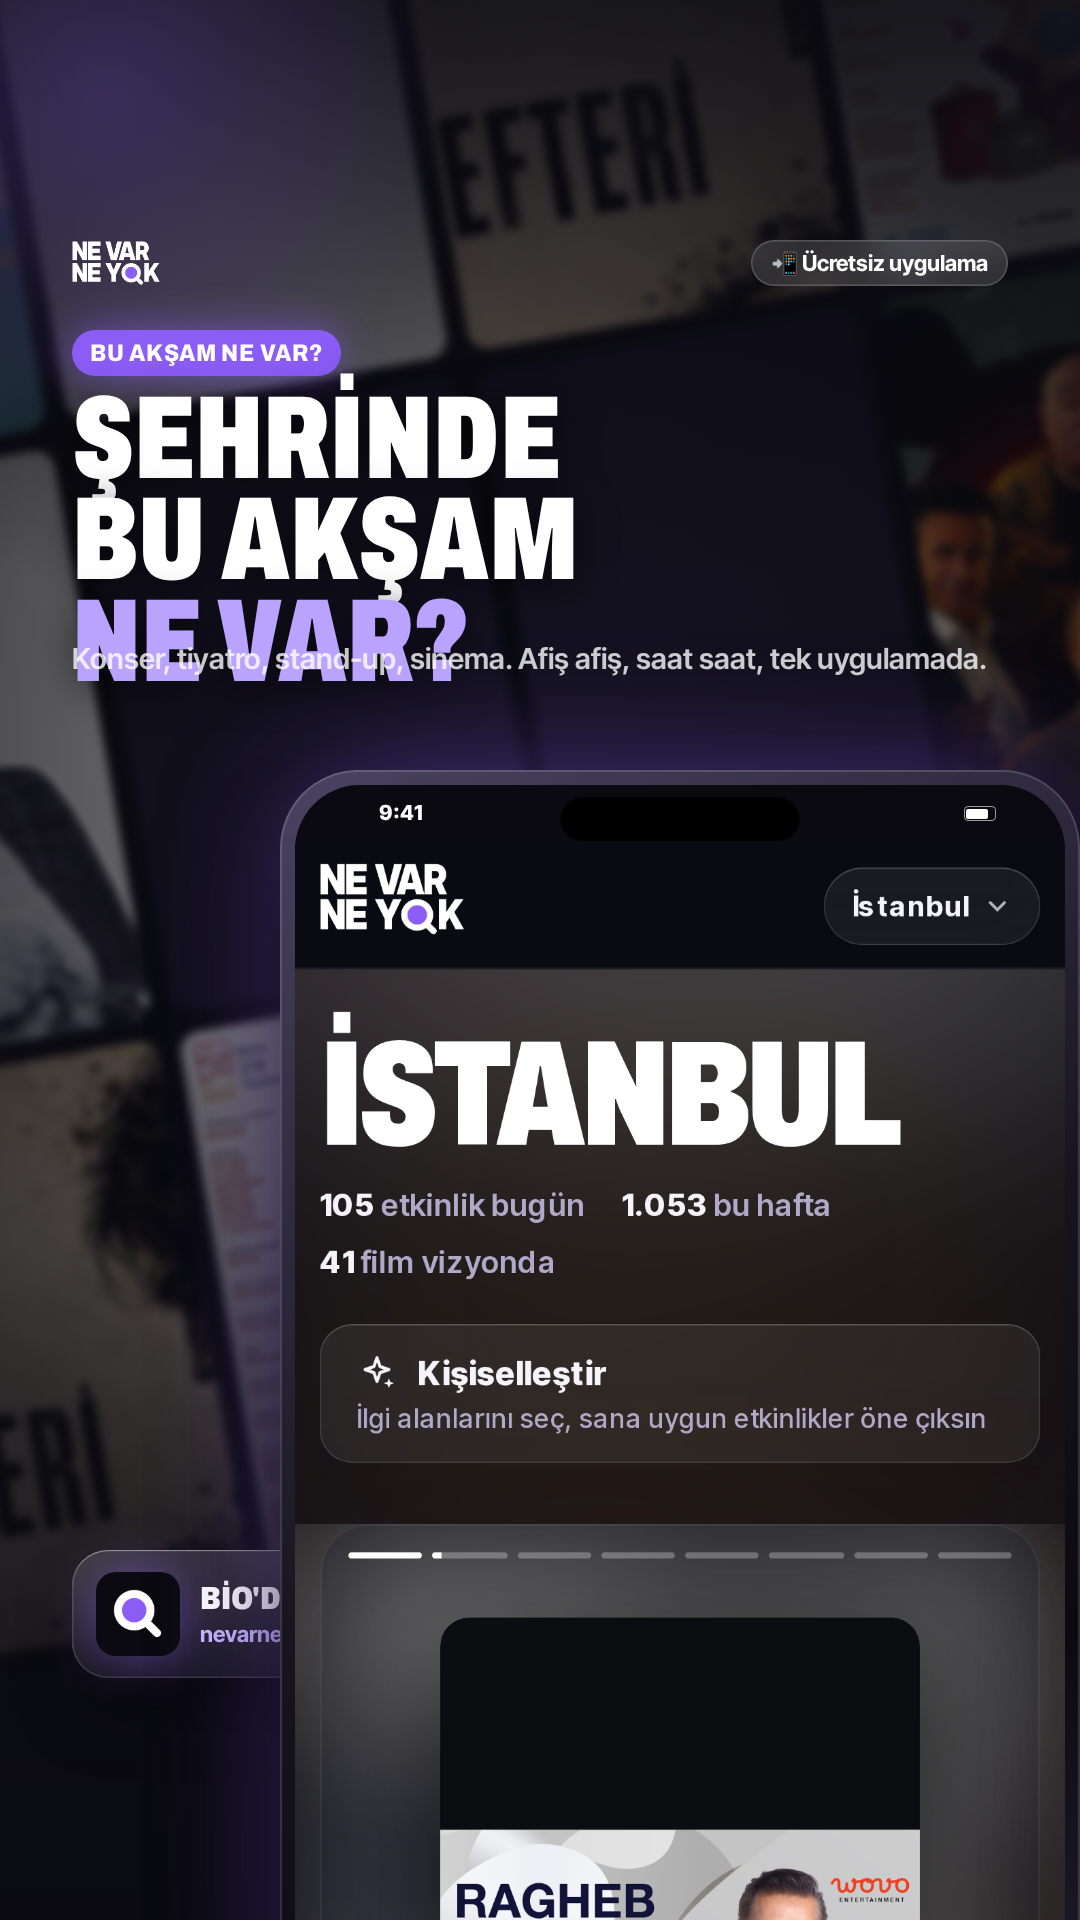 EFTERİ
NE VAR
NE YOK
📲 Ücretsiz uygulama
BU AKŞAM NE VAR?
ŞEHRİNDE
BU AKŞAM
NE VAR?
Konser, tiyatro, stand-up, sinema. Afiş afiş, saat saat, tek uygulamada.
9:41
NE VAR
NE YOK
İstanbul
İSTANBUL
105 etkinlik bugün 1.053 bu hafta
41 film vizyonda
Kişiselleştir
İlgi alanlarını seç, sana uygun etkinlikler öne çıksın
ERİ
BİO'D
nevarne
wovo
ENTERTAINMENT
RAGHEB